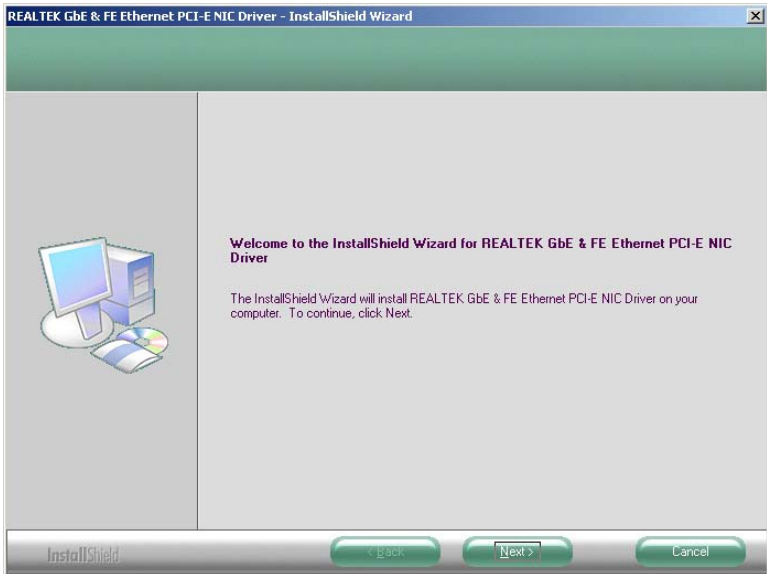 REALTEK GbE & FE Ethernet PCI-E NIC Driver - InstallShield Wizard
Welcome to the InstallShield Wizard for REALTEK GbE & FE Ethernet PCI-E NIC
Driver
The InstallShield Wizard will install REALTEK GbE & FE Ethernet PCI-E NIC Driver on your
computer. To continue, click Next.
InstallShield
< Back
Next >
Cancel